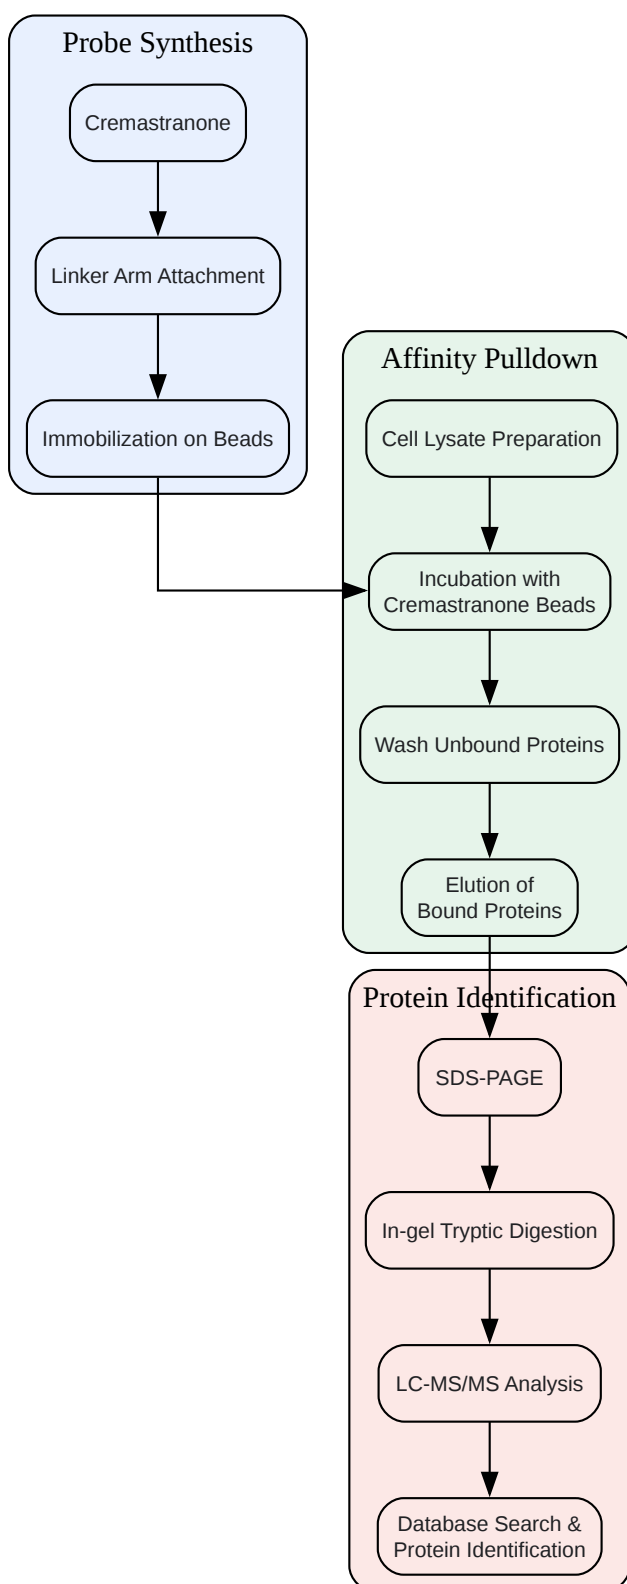 Probe Synthesis
Cremastranone
Linker Arm Attachment
Immobilization on Beads
Affinity Pulldown
Cell Lysate Preparation
Incubation with
Cremastranone Beads
Wash Unbound Proteins
Elution of
Bound Proteins
Protein Identification
SDS-PAGE
In-gel Tryptic Digestion
LC-MS/MS Analysis
Database Search &
Protein Identification